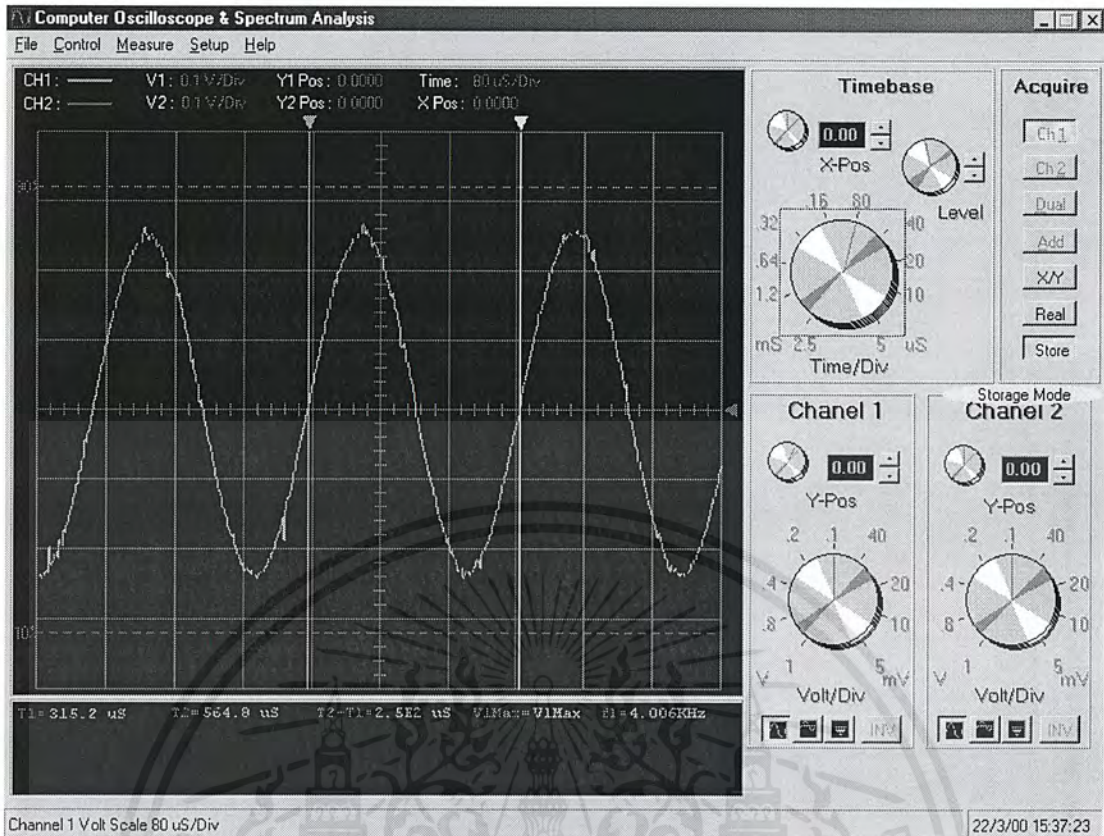 Computer Oscilloscope & Spectrum Analysis
File Control Measure Setup Help
CH1: V1: 0.1 V/Div Y1 Pos: 0.0000 Time: 80 uS/Div
CH2: V2: 0.1 V/Div Y2 Pos: 0.0000 X Pos: 0.0000
90%
10%
T1=315.2 uS T2=564.8 uS T2-T1=2.5E2 uS V1Max=V1Max f1=4.006KHz
Timebase
0.00
X-Pos
Level
.16 80
.32 40
.64 20
1.2 10
mS 2.5 5 uS
Time/Div
Acquire
Ch1
Ch2
Dual
Add
X/Y
Real
Store
Storage Mode
Chanel 1
0.00
Y-Pos
.2 .1 40
.4 20
.8 10
V 1 5 mV
Volt/Div
INV
Chanel 2
0.00
Y-Pos
.2 .1 40
.4 20
.8 10
V 1 5 mV
Volt/Div
INV
Channel 1 Volt Scale 80 uS/Div
22/3/00 15:37:23